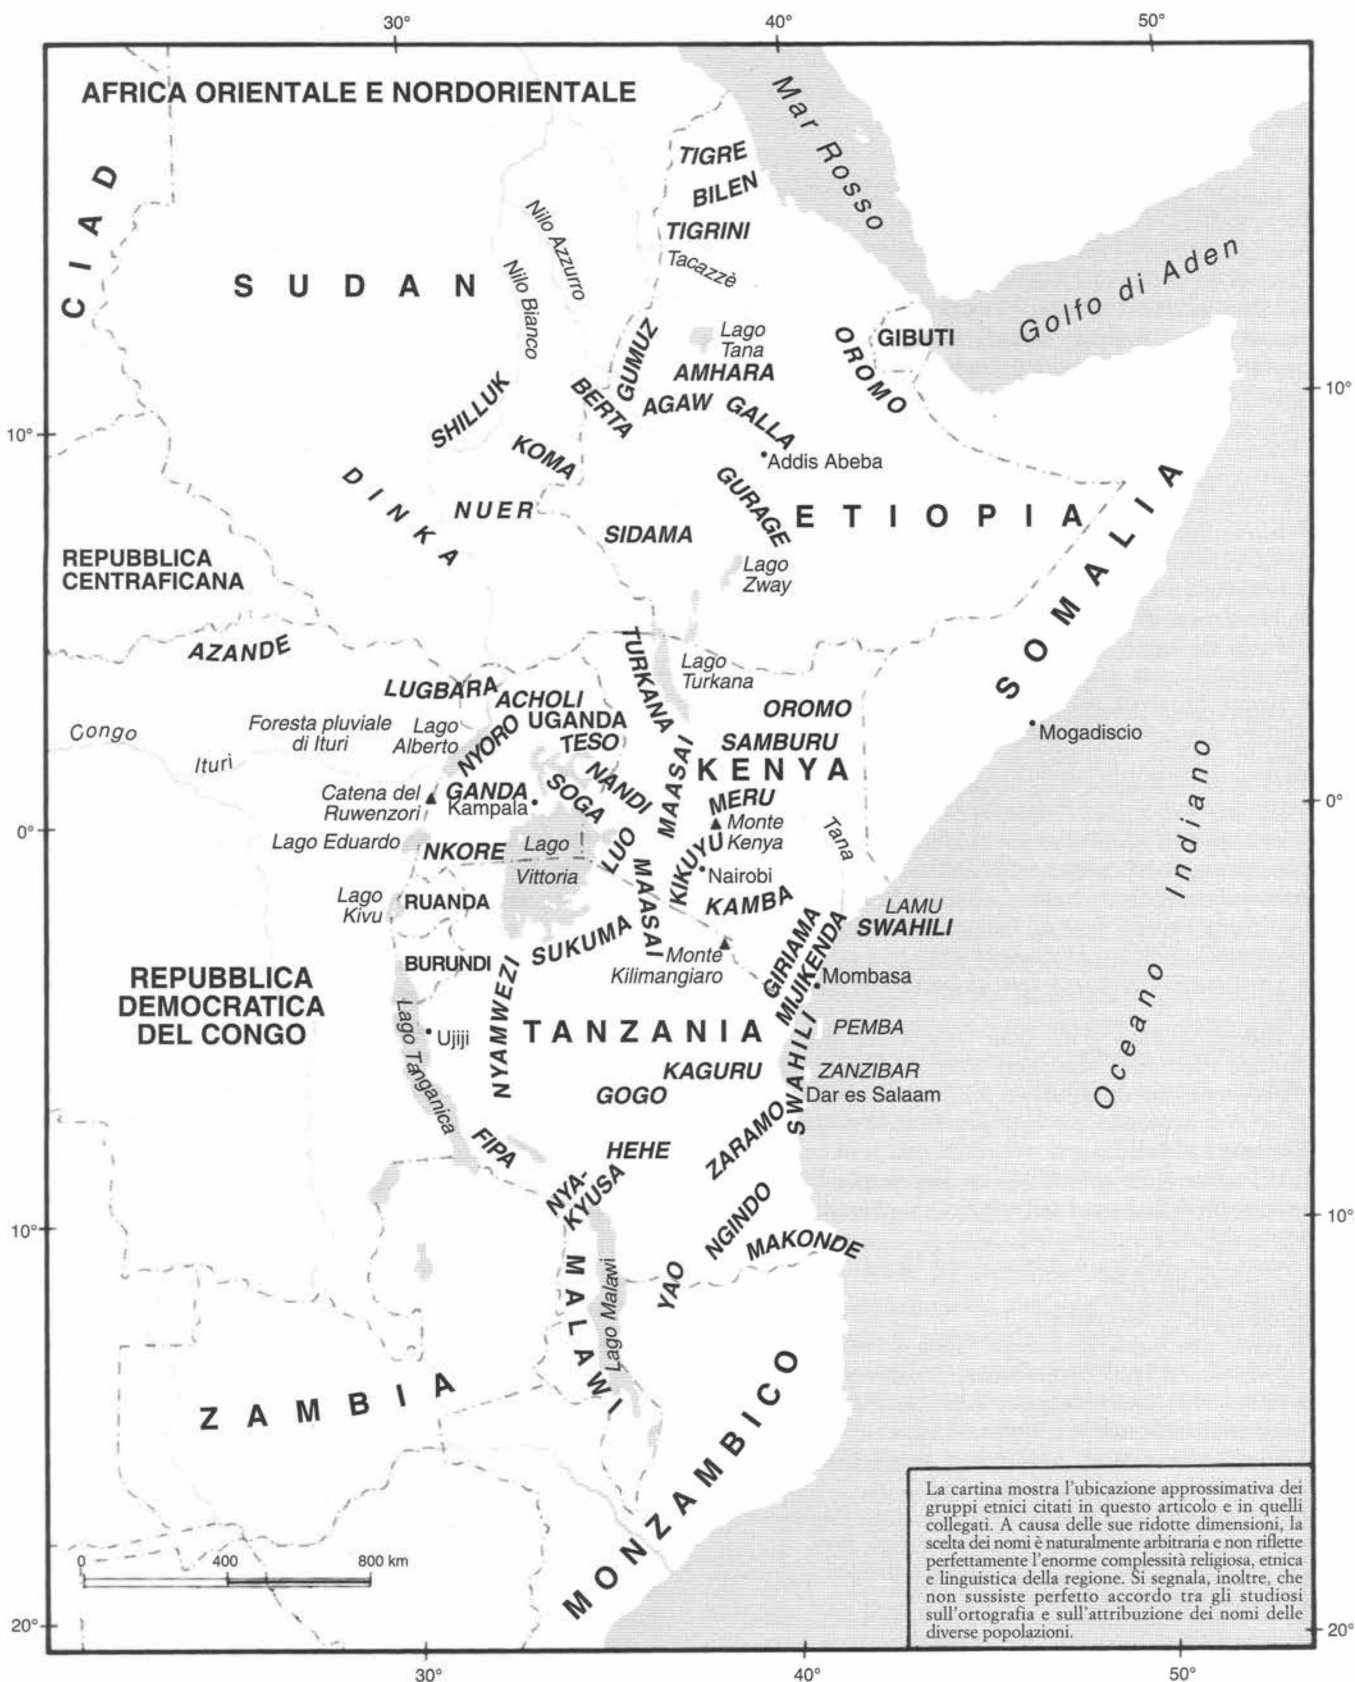 30°
40°
50°
AFRICA ORIENTALE E NORDORIENTALE
Mar Rosso
CIAD
TIGRE
BILEN
Nilo Azzurro
TIGRINI
Tacazzè
Golfo di Aden
SUDAN
Nilo Bianco
GUMUZ
Lago
Tana
OROMO
GIBUTI
AMHARA
SHILLUK
BERTA
AGAW
GALLA
10°
10°
KOMA
Addis Abeba
DINKA
NUER
GURAGE
ETIOPIA
SIDAMA
SOMALIA
REPUBBLICA
CENTRAFICANA
Lago
Zway
AZANDE
TURKANA
Lago
Turkana
LUGBARA
ACHOLI
OROMO
Congo
Foresta pluviale
di Ituri
Lago
Alberto
NYORO
UGANDA
TESO
SAMBURU
Mogadiscio
Ituri
NANDI
MAASAI
KENYA
Catena del
Ruwenzori
GANDA
Kampala
SOGA
MERU
0°
0°
Monte
Kenya
Tana
Lago Eduardo
NKORE
Lago
Vittoria
LUO
KIKUYU
Oceano Indiano
Lago
Kivu
RUANDA
MAASAI
Nairobi
KAMBA
LAMU
SWAHILI
SUKUMA
Monte
Kilimangiaro
GIRIAMA
MIJIKENDA
REPUBBLICA
DEMOCRATICA
DEL CONGO
BURUNDI
NYAMWEZI
Mombasa
Lago Tanganica
Ujiji
TANZANIA
SWAHILI
PEMBA
KAGURU
ZANZIBAR
GOGO
Dar es Salaam
FIPA
HEHE
ZARAMO
NYA-
KYUSA
NGINDO
10°
10°
MAKONDE
MALAWI
Lago Malawi
YAO
ZAMBIA
MONZAMBICO
La cartina mostra l'ubicazione approssimativa dei
gruppi etnici citati in questo articolo e in quelli
collegati. A causa delle sue ridotte dimensioni, la
scelta dei nomi è naturalmente arbitraria e non riflette
perfettamente l'enorme complessità religiosa, etnica
e linguistica della regione. Si segnala, inoltre, che
non sussiste perfetto accordo tra gli studiosi
sull'ortografia e sull'attribuzione dei nomi delle
diverse popolazioni.
0
400
800 km
20°
20°
30°
40°
50°